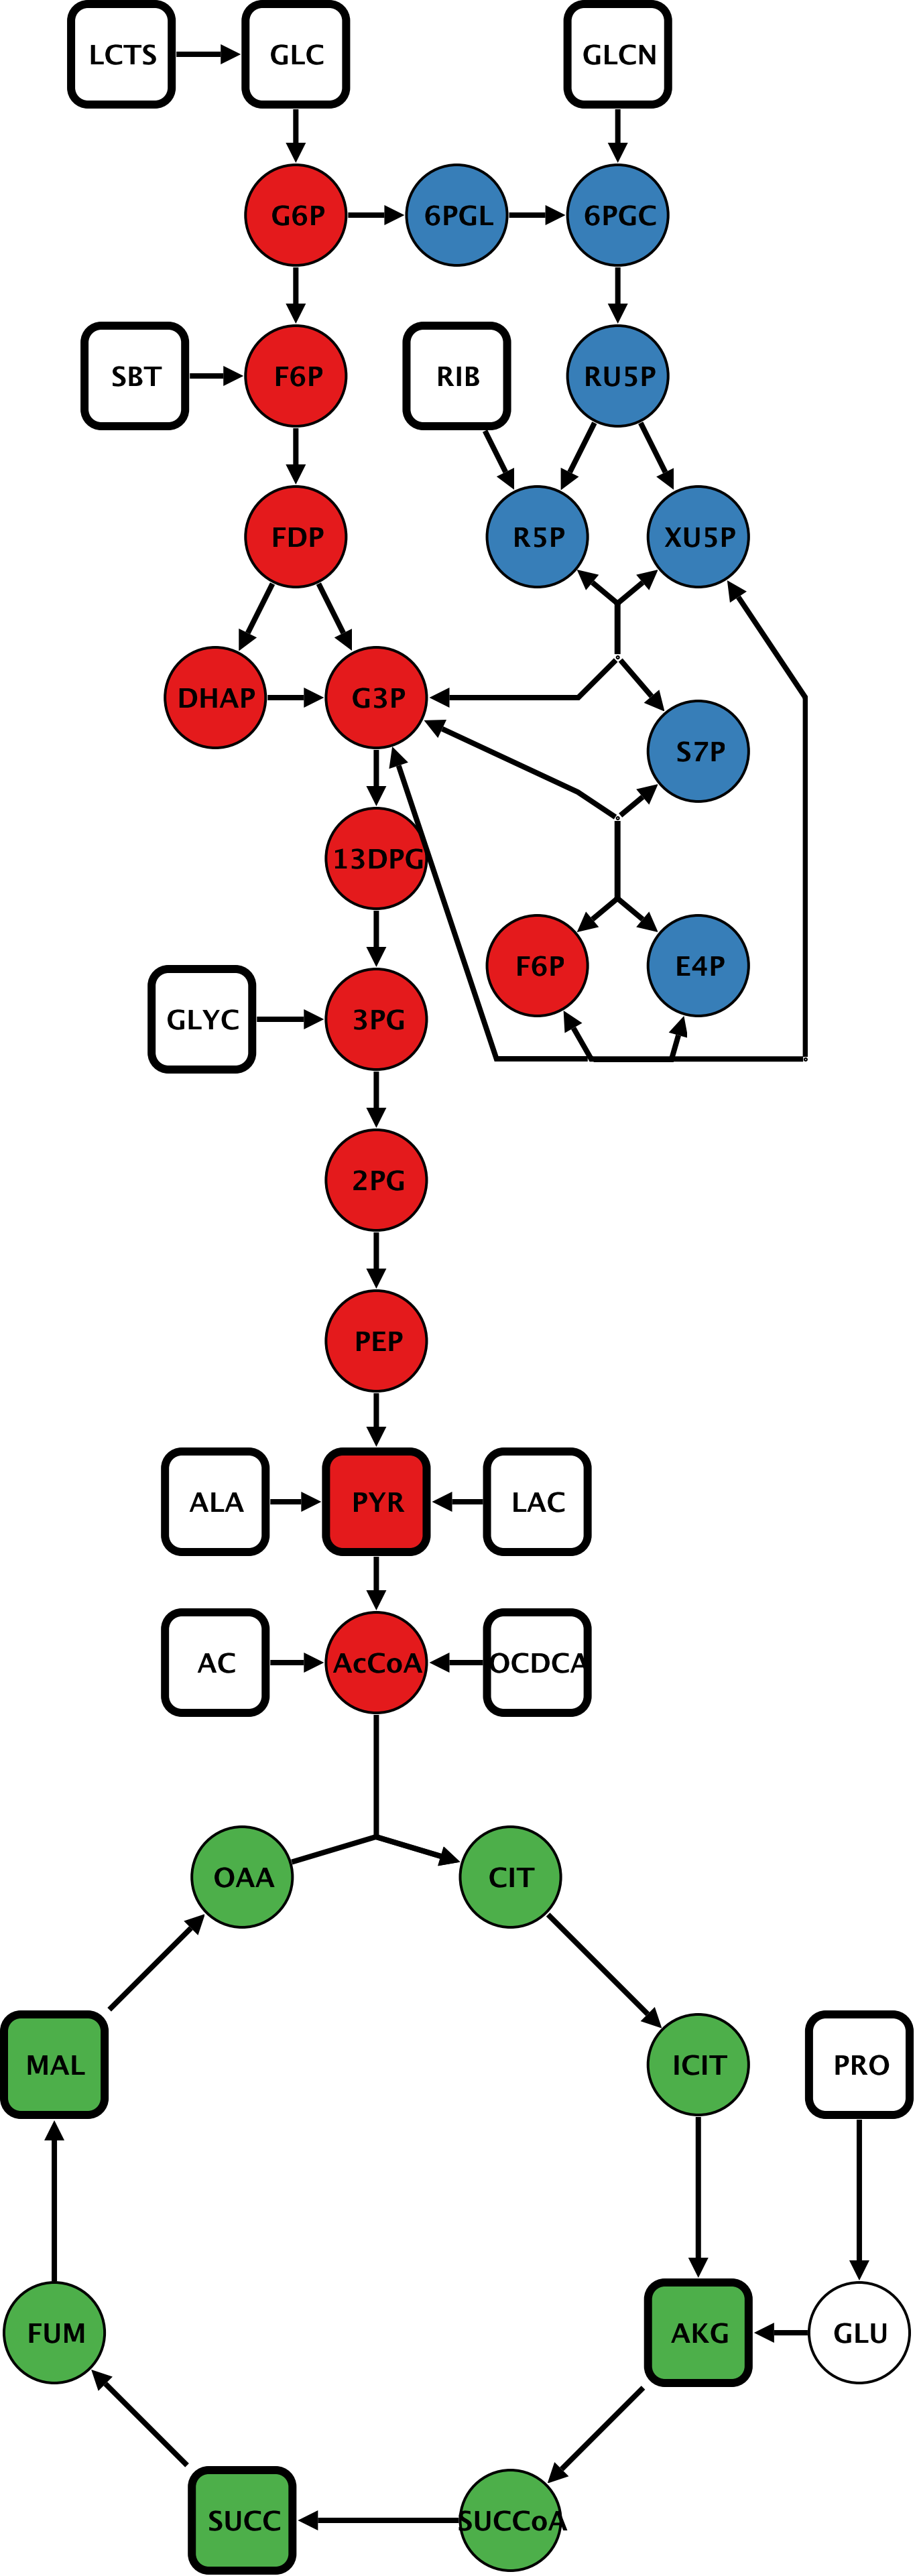 LCTS
GLC
GLCN
G6P
6PGL
6PGC
SBT
F6P
RIB
RU5P
FDP
R5P
XU5P
DHAP
G3P
S7P
13DPG
F6P
E4P
GLYC
3PG
2PG
PEP
ALA
PYR
LAC
AC
AcCoA
OCDCA
OAA
CIT
MAL
ICIT
PRO
FUM
AKG
GLU
SUCC
SUCCoA